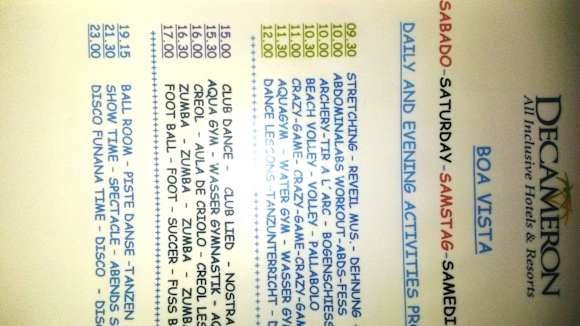 DECAMERON
All Inclusive Hotels & Resorts
BOA VISTA
SABADO-SATURDAY-SAMSTAG-SAMEDI
DAILY AND EVENING ACTIVITIES PR
09.30 STRETCHING - REVEIL MUS.- DEHNUNG -
10.00 ABDOMINALABS WORKOUT-ABDS-FESS
10.30 ARCHERY-TIR A L' ARC - BOGENSCHIES
10.30 BEACH VOLLEY - VOLLEY - PALLABOLO
11.00 CRAZY-GAME- CRAZY-GAME-CRAZY-GAM
11.30 AQUAGYM - WATER GYM - WASSER GY
12.00 DANCE LESSONS-TANZUNTERRICHT - D
15.00 CLUB DANCE - CLUB LIED - NOSTRA
15.30 AQUA GYM - WASSER GYMNASTIK - AC
16.00 CREOL - AULA DE CRIOLO - CREOL LES
16.30 ZUMBA - ZUMBA - ZUMBA - ZUMBA
17.00 FOOT BALL - FOOT - SUCCER - FUSS B
19.15 BALL ROOM - PISTE DANSE -TANZEN
21.30 SHOW TIME - SPECTACLE - ABENDS S
23.00 DISCO FUNANA TIME - DISCO - DIS